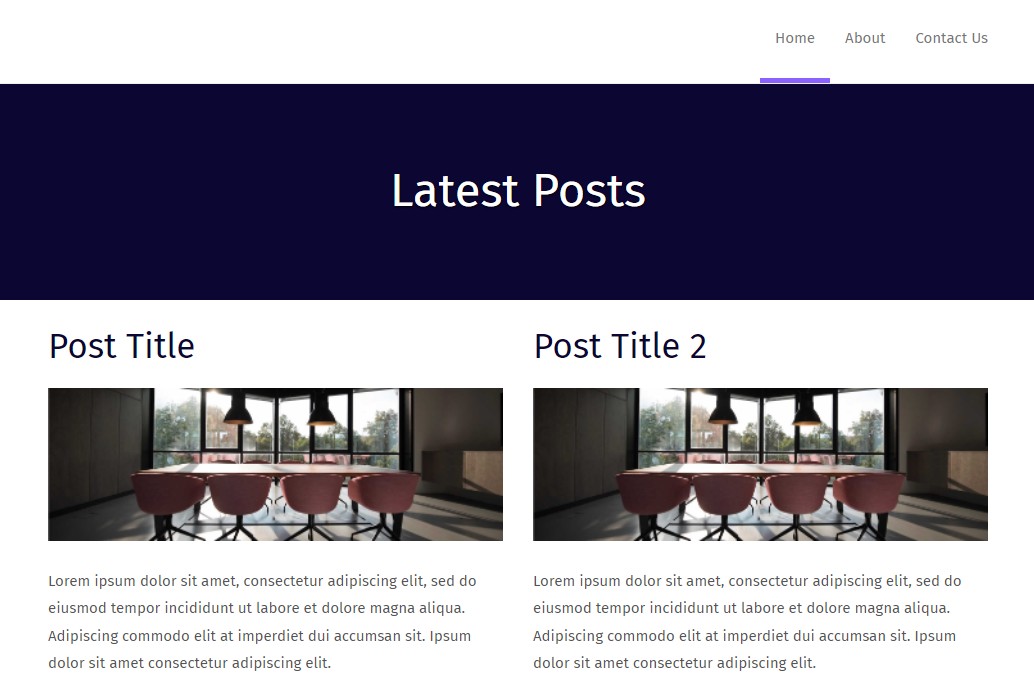 Home About Contact Us
Latest Posts
Post Title
Lorem ipsum dolor sit amet, consectetur adipiscing elit, sed do
eiusmod tempor incididunt ut labore et dolore magna aliqua.
Adipiscing commodo elit at imperdiet dui accumsan sit. Ipsum
dolor sit amet consectetur adipiscing elit.
Post Title 2
Lorem ipsum dolor sit amet, consectetur adipiscing elit, sed do
eiusmod tempor incididunt ut labore et dolore magna aliqua.
Adipiscing commodo elit at imperdiet dui accumsan sit. Ipsum
dolor sit amet consectetur adipiscing elit.